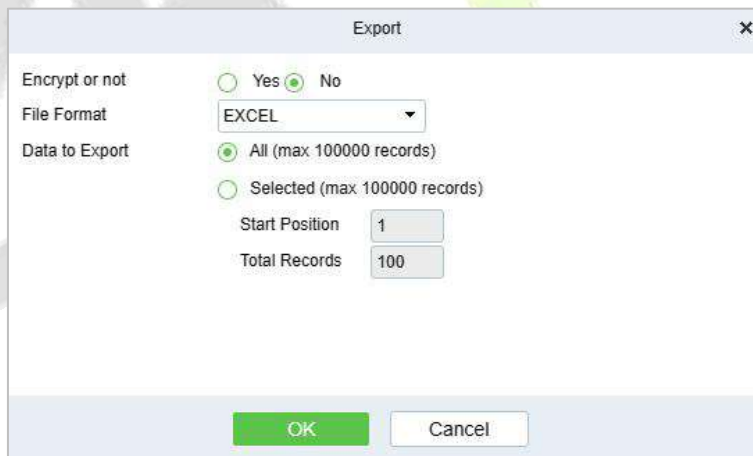 Export
Encrypt or not Yes No
File Format EXCEL
Data to Export All (max 100000 records)
Selected (max 100000 records)
Start Position 1
Total Records 100
OK Cancel